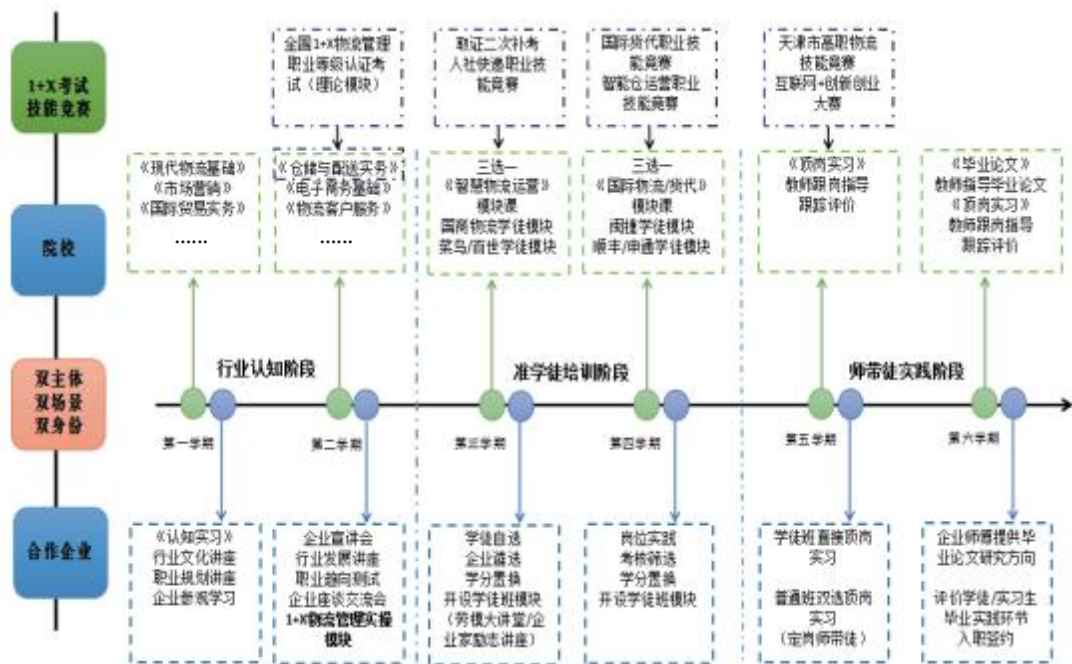 1+X考试
技能竞赛
全国1+X物流管理
职业等级认证考
试（理论模块）
取证二次补考
人社快递职业技
能竞赛
国际货代职业技
能竞赛
智能仓运营职业
技能竞赛
天津市高职物流
技能竞赛
互联网+创新创业
大赛
院校
《现代物流基础》
《市场营销》
《国际贸易实务》
……
《仓储与配送实务》
《电子商务基础》
《物流客户服务》
……
三选一
《智慧物流运营》
模块课
国商物流学徒模块
菜鸟/百世学徒模块
三选一
《国际物流/货代》
模块课
闽捷学徒模块
顺丰/申通学徒模块
《顶岗实习》
教师跟岗指导
跟踪评价
《毕业论文》
教师指导毕业论文
《顶岗实习》
教师跟岗指导
跟踪评价
双主体
双场景
双身份
行业认知阶段
准学徒培训阶段
师带徒实践阶段
第一学期
第二学期
第三学期
第四学期
第五学期
第六学期
合作企业
《认知实习》
行业文化讲座
职业规划讲座
企业参观学习
企业宣讲会
行业发展讲座
职业趋向测试
企业座谈交流会
1+X物流管理实操
模块
学徒自选
企业遴选
学分置换
开设学徒班模块
（劳模大讲堂/企
业家励志讲座）
岗位实践
考核筛选
学分置换
开设学徒班模块
学徒班直接顶岗
实习
普通班双选顶岗
实习
（定岗师带徒）
企业师傅提供毕
业论文研究方向
评价学徒/实习生
毕业实践环节
入职签约